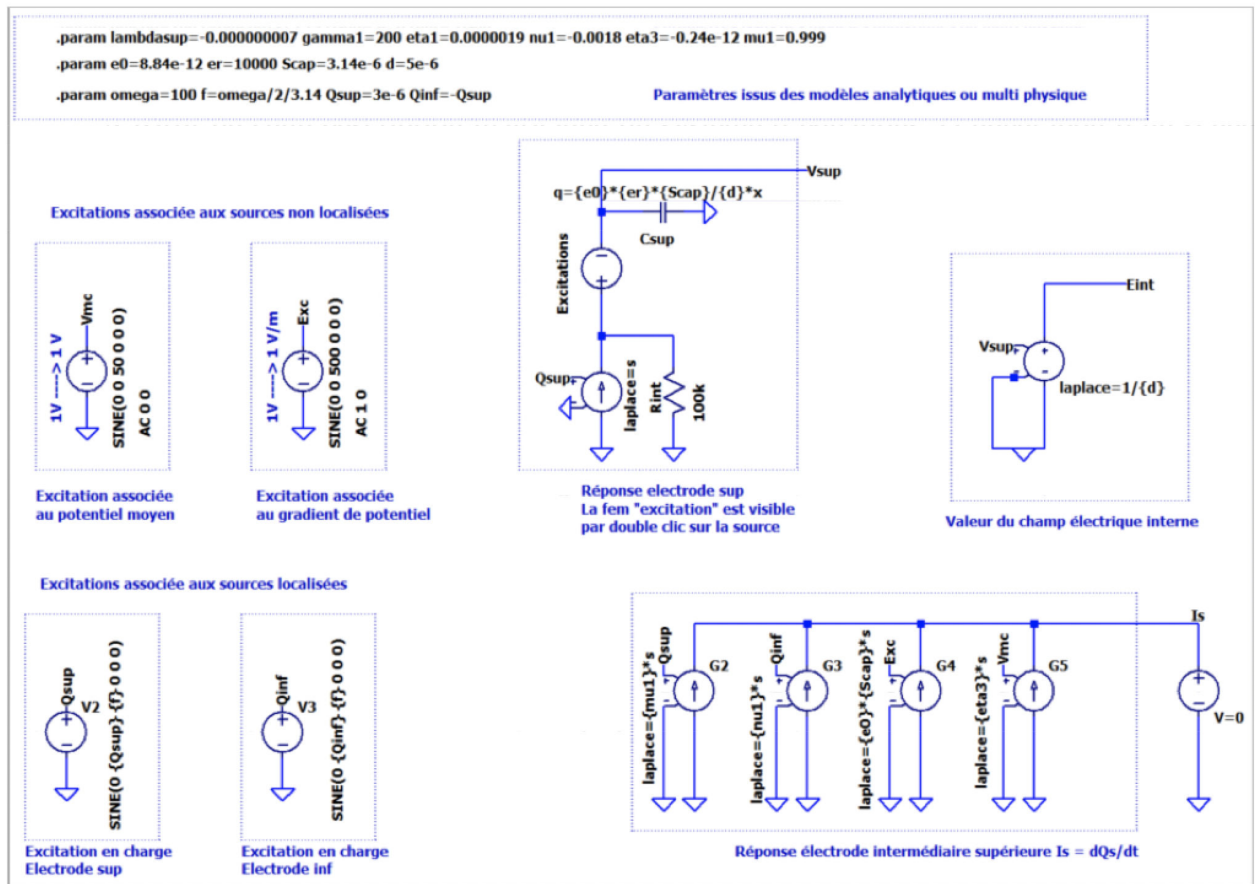 .param lambdasup=-0.000000007 gamma1=200 eta1=0.0000019 nu1=-0.0018 eta3=-0.24e-12 mu1=0.999
.param e0=8.84e-12 er=10000 Scap=3.14e-6 d=5e-6
.param omega=100 f=omega/2/3.14 Qsup=3e-6 Qinf=-Qsup
Paramètres issus des modèles analytiques ou multi physique
Excitations associée aux sources non localisées
1V ----> 1 V
Vmc
+
-
SINE(0 0 50 0 0 0)
AC 0 0
Excitation associée
au potentiel moyen
1V ----> 1 V/m
Exc
+
-
SINE(0 0 500 0 0 0)
AC 1 0
Excitation associée
au gradient de potentiel
Vsup
q={e0}*{er}*{Scap}/{d}*x
Csup
Excitations
-
+
Qsup
+
-
laplace=s
Rint
100k
Réponse electrode sup
La fem "excitation" est visible
par double clic sur la source
Eint
Vsup
+
-
+
-
laplace=1/{d}
Valeur du champ électrique interne
Excitations associée aux sources localisées
Qsup
V2
+
-
SINE(0 {Qsup} {f} 0 0 0)
Excitation en charge
Electrode sup
Qinf
V3
+
-
SINE(0 {Qinf} {f} 0 0 0)
Excitation en charge
Electrode inf
Qsup
G2
+
-
laplace={mu1}*s
Qinf
G3
+
-
laplace={nu1}*s
Exc
G4
+
-
laplace={e0}*{Scap}*s
Vmc
G5
+
-
laplace={eta3}*s
Is
+
-
V=0
Réponse électrode intermédiaire supérieure Is = dQs/dt